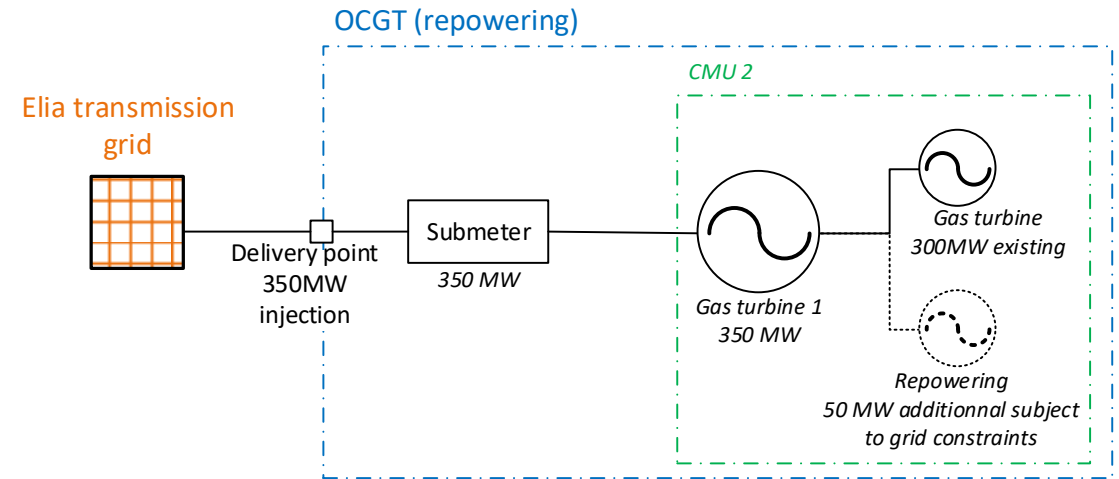 OCGT (repowering)
CMU 2
Elia transmission
grid
Submeter
350 MW
Delivery point
350MW
injection
Gas turbine 1
350 MW
Gas turbine
300MW existing
Repowering
50 MW additionnal subject
to grid constraints